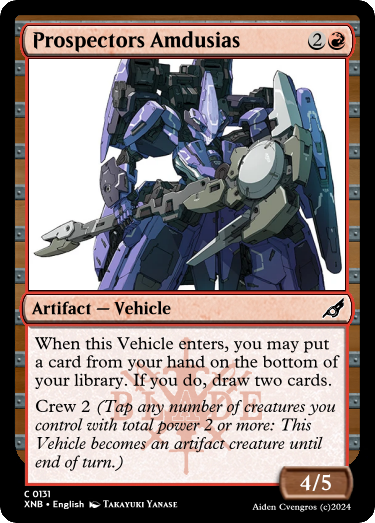 Prospectors Amdusias 2
Artifact — Vehicle
When this Vehicle enters, you may put
a card from your hand on the bottom of
your library. If you do, draw two cards.
Crew 2 (Tap any number of creatures you
control with total power 2 or more: This
Vehicle becomes an artifact creature until
end of turn.)
4/5
C 0131
XNB • English TAKAYUKI YANASE
Aiden Cvengros (c)2024